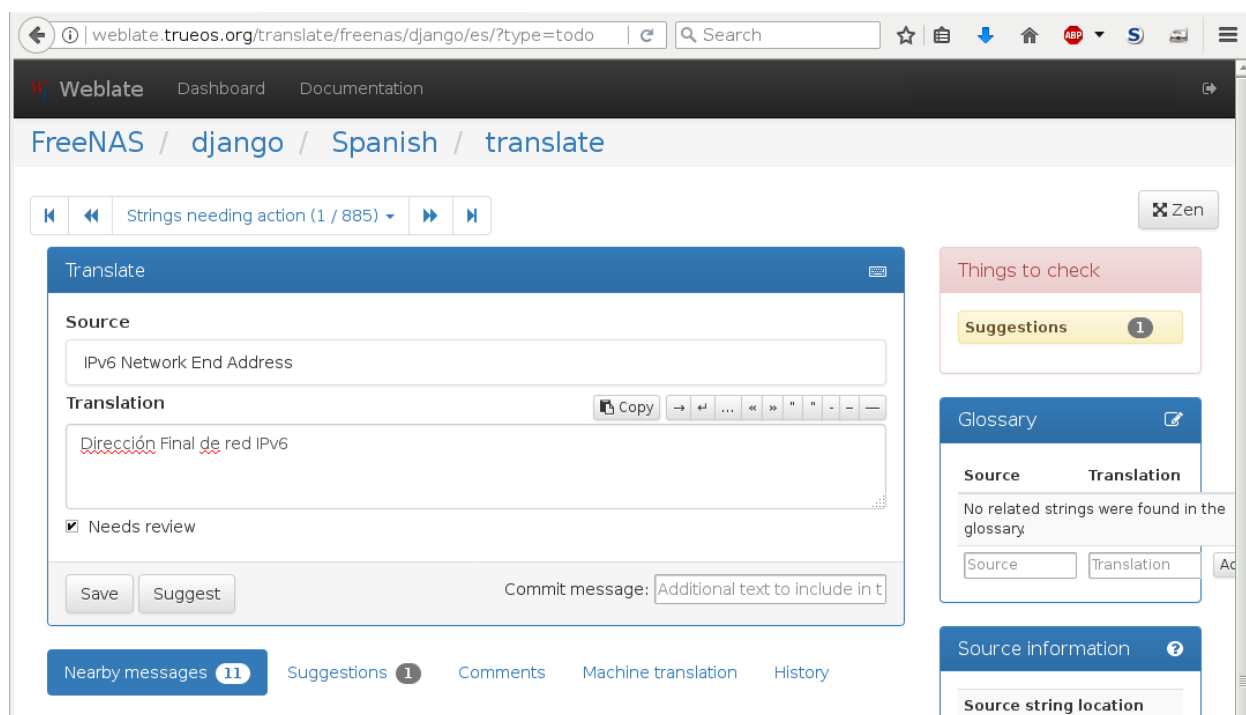 weblate.trueos.org/translate/freenas/django/es/?type=todo Search ABP S
Weblate Dashboard Documentation
FreeNAS / django / Spanish / translate
Strings needing action (1 / 885) Zen
Translate
Source
IPv6 Network End Address
Translation
Copy → ↵ … « » " " - – —
Dirección Final de red IPv6
Needs review
Save Suggest Commit message: Additional text to include in t
Nearby messages 11 Suggestions 1 Comments Machine translation History
Things to check
Suggestions 1
Glossary
Source Translation
No related strings were found in the
glossary.
Source Translation Ad
Source information
Source string location